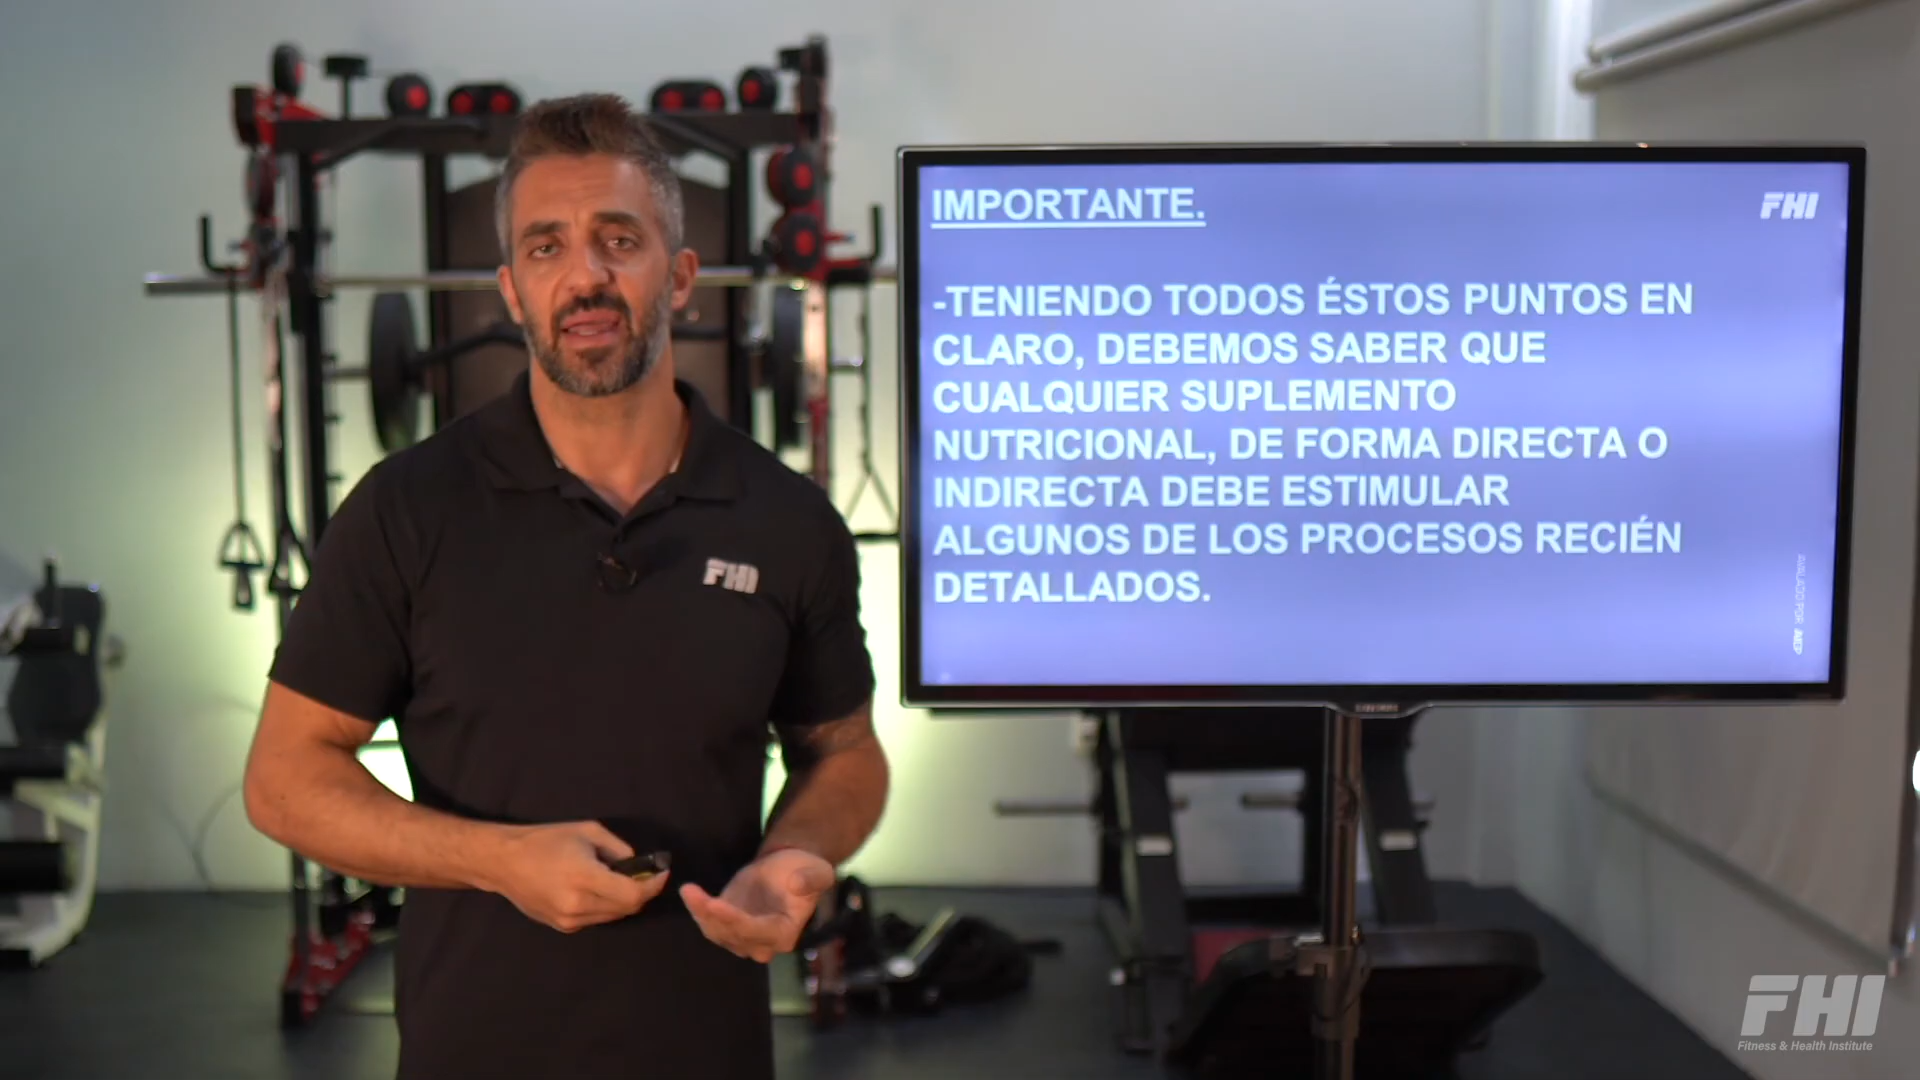 IMPORTANTE.
FHI
-TENIENDO TODOS ÉSTOS PUNTOS EN
CLARO, DEBEMOS SABER QUE
CUALQUIER SUPLEMENTO
NUTRICIONAL, DE FORMA DIRECTA O
INDIRECTA DEBE ESTIMULAR
ALGUNOS DE LOS PROCESOS RECIÉN
DETALLADOS.
FHI
FHI
Fitness & Health Institute